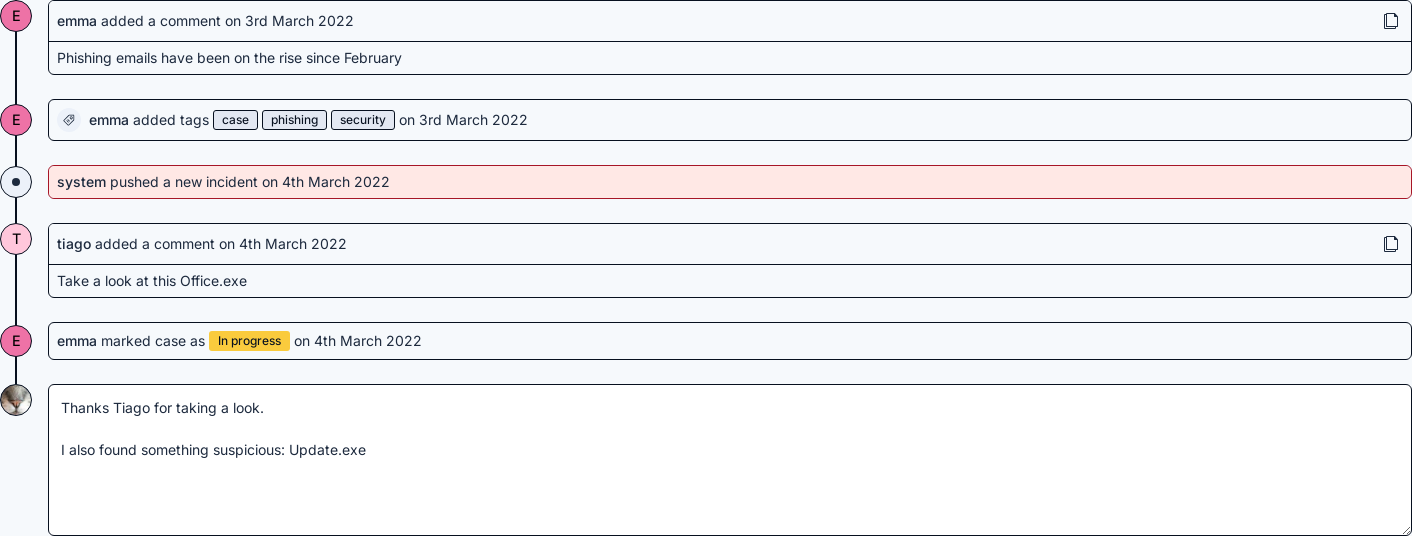 E
emma added a comment on 3rd March 2022
Phishing emails have been on the rise since February
E
emma added tags case phishing security on 3rd March 2022
system pushed a new incident on 4th March 2022
T
tiago added a comment on 4th March 2022
Take a look at this Office.exe
E
emma marked case as In progress on 4th March 2022
Thanks Tiago for taking a look.
I also found something suspicious: Update.exe